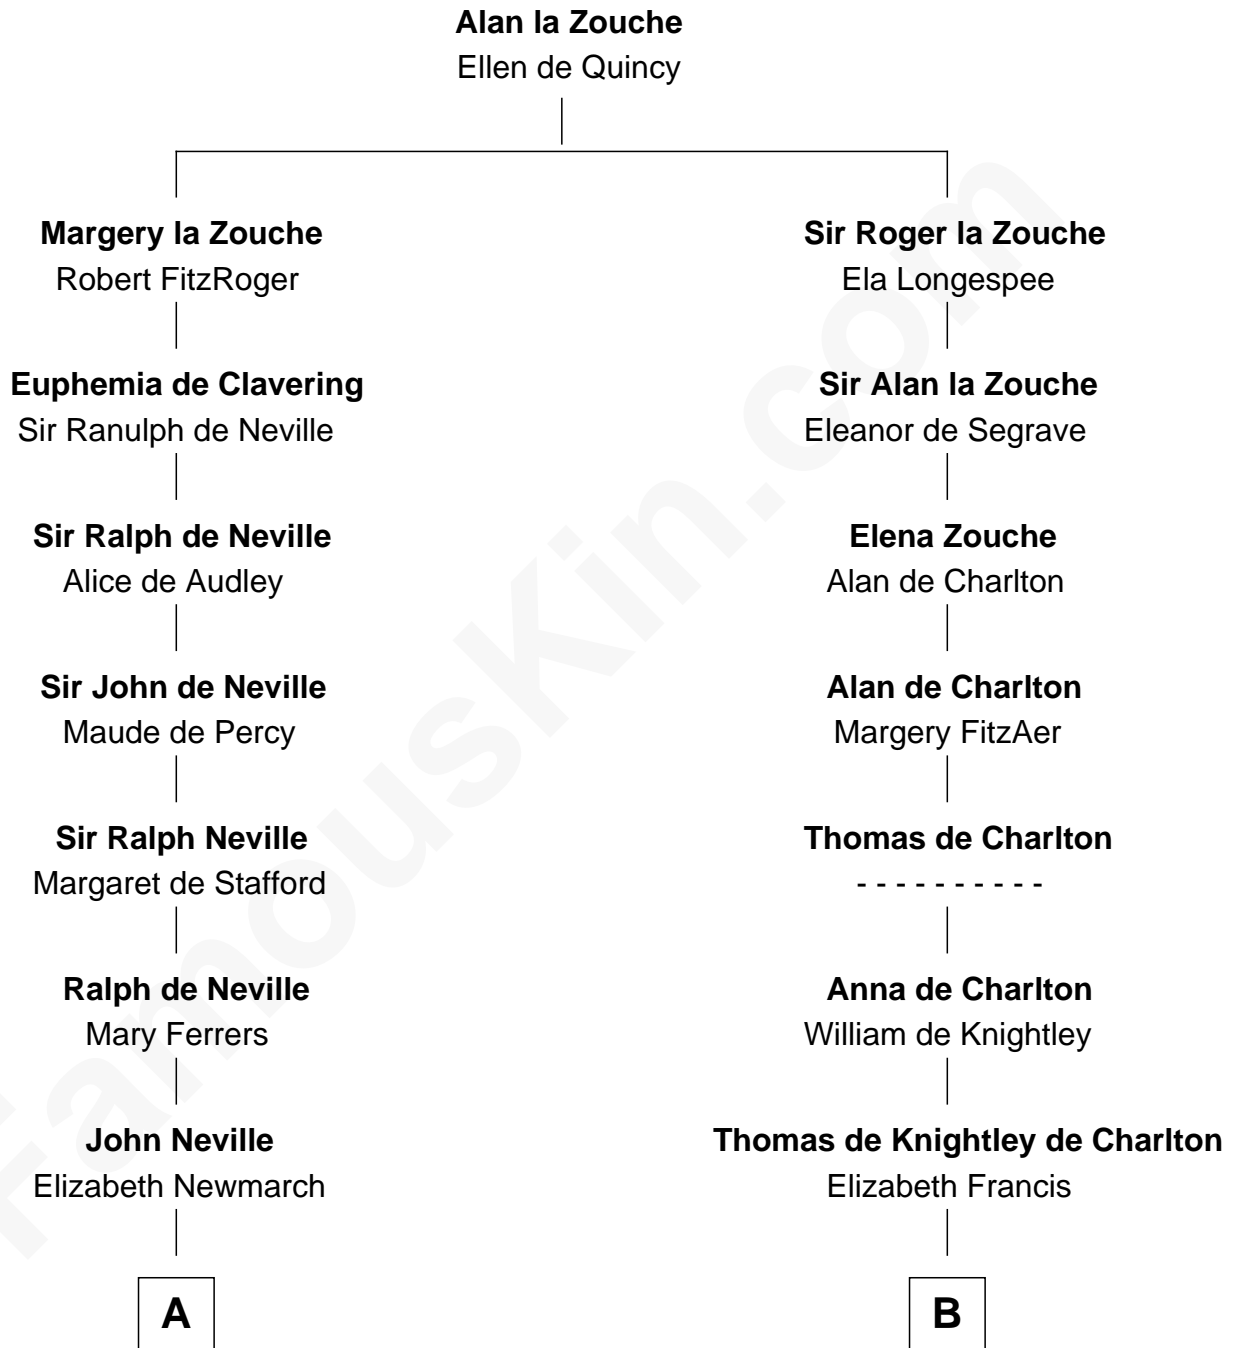 Alan la Zouche
Ellen de Quincy
Margery la Zouche
Robert FitzRoger
Euphemia de Clavering
Sir Ranulph de Neville
Sir Ralph de Neville
Alice de Audley
Sir John de Neville
Maude de Percy
Sir Ralph Neville
Margaret de Stafford
Ralph de Neville
Mary Ferrers
John Neville
Elizabeth Newmarch
A
Sir Roger la Zouche
Ela Longespee
Sir Alan la Zouche
Eleanor de Segrave
Elena Zouche
Alan de Charlton
Alan de Charlton
Margery FitzAer
Thomas de Charlton
- - - - - - - - - -
Anna de Charlton
William de Knightley
Thomas de Knightley de Charlton
Elizabeth Francis
B
FamousKin.com